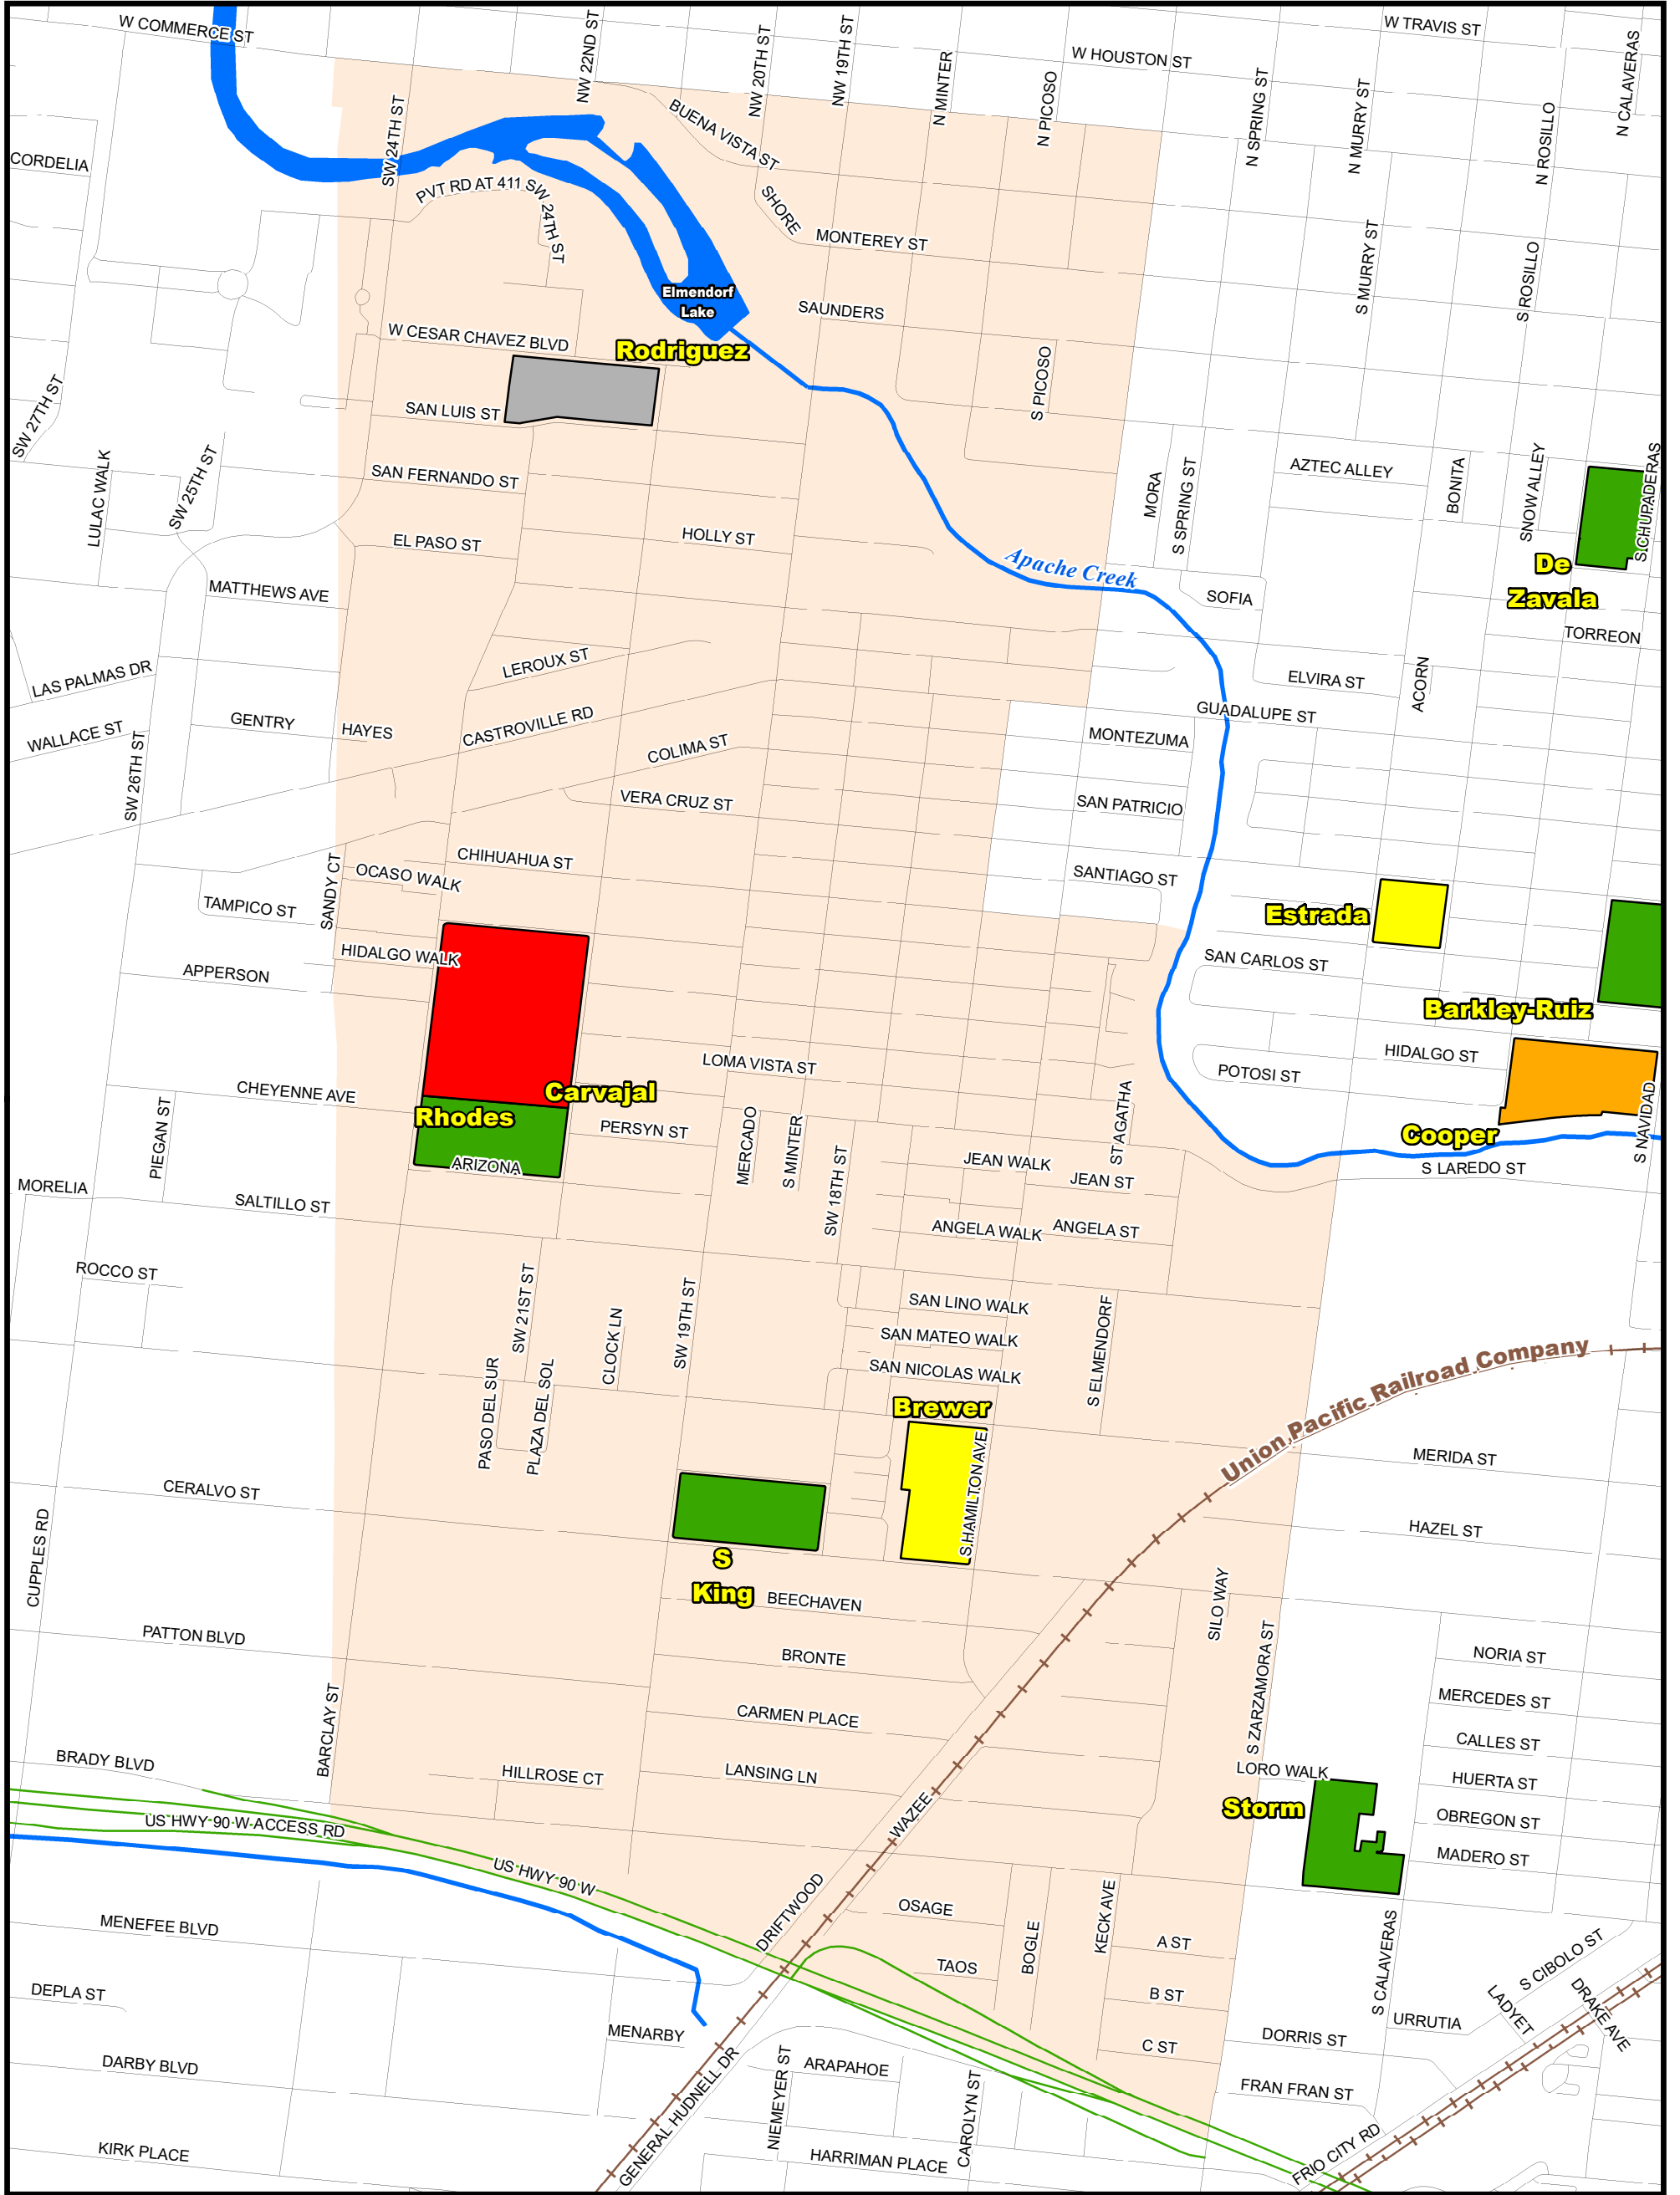 W COMMERCE ST
NW 22ND ST
NW 20TH ST
NW 19TH ST
N MINTER
N PICOSO
W HOUSTON ST
W TRAVIS ST
N SPRING ST
N MURRY ST
N ROSILLO
N CALAVERAS
CORDELIA
SW 24TH ST
PVT RD AT 411 SW 24TH ST
BUENA VISTA ST
SHORE
MONTEREY ST
S MURRY ST
S ROSILLO
Elmendorf
Lake
SAUNDERS
W CESAR CHAVEZ BLVD
Rodriguez
S PICOSO
SAN LUIS ST
SW 27TH ST
LULAC WALK
SW 25TH ST
SAN FERNANDO ST
MORA
S SPRING ST
AZTEC ALLEY
BONITA
SNOW ALLEY
S CHUPADERAS
EL PASO ST
HOLLY ST
Apache Creek
De
Zavala
MATTHEWS AVE
SOFIA
TORREON
LEROUX ST
LAS PALMAS DR
ELVIRA ST
ACORN
WALLACE ST
GENTRY
HAYES
CASTROVILLE RD
COLIMA ST
GUADALUPE ST
MONTEZUMA
SW 26TH ST
VERA CRUZ ST
SAN PATRICIO
CHIHUAHUA ST
OCASO WALK
SANDY CT
SANTIAGO ST
TAMPICO ST
Estrada
HIDALGO WALK
APPERSON
SAN CARLOS ST
Barkley-Ruiz
LOMA VISTA ST
HIDALGO ST
POTOSI ST
CHEYENNE AVE
Carvajal
Rhodes
PIEGAN ST
PERSYN ST
MERCADO
S MINTER
ST AGATHA
Cooper
S NAVIDAD
ARIZONA
JEAN WALK
JEAN ST
S LAREDO ST
MORELIA
SALTILLO ST
SW 18TH ST
ANGELA WALK
ANGELA ST
ROCCO ST
SW 21ST ST
CLOCK LN
SW 19TH ST
SAN LINO WALK
SAN MATEO WALK
SAN NICOLAS WALK
S ELMENDORF
Union Pacific Railroad Company
PASO DEL SUR
PLAZA DEL SOL
Brewer
S HAMILTON AVE
MERIDA ST
CERALVO ST
HAZEL ST
CUPPLES RD
S
King
BEECHAVEN
SILO WAY
PATTON BLVD
BRONTE
S ZARZAMORA ST
NORIA ST
MERCEDES ST
BARCLAY ST
CARMEN PLACE
CALLES ST
BRADY BLVD
HILLROSE CT
LANSING LN
LORO WALK
HUERTA ST
Storm
OBREGON ST
US HWY 90 W ACCESS RD
WAZEE
MADERO ST
US HWY 90 W
DRIFTWOOD
OSAGE
KECK AVE
MENEFEE BLVD
BOGLE
A ST
S CALAVERAS
S CIBOLO ST
TAOS
DEPLA ST
B ST
LADYET
DRAKE AVE
MENARBY
URRUTIA
DORRIS ST
C ST
DARBY BLVD
ARAPAHOE
FRAN FRAN ST
GENERAL HUDNELL DR
NIEMEYER ST
CAROLYN ST
KIRK PLACE
HARRIMAN PLACE
FRIO CITY RD